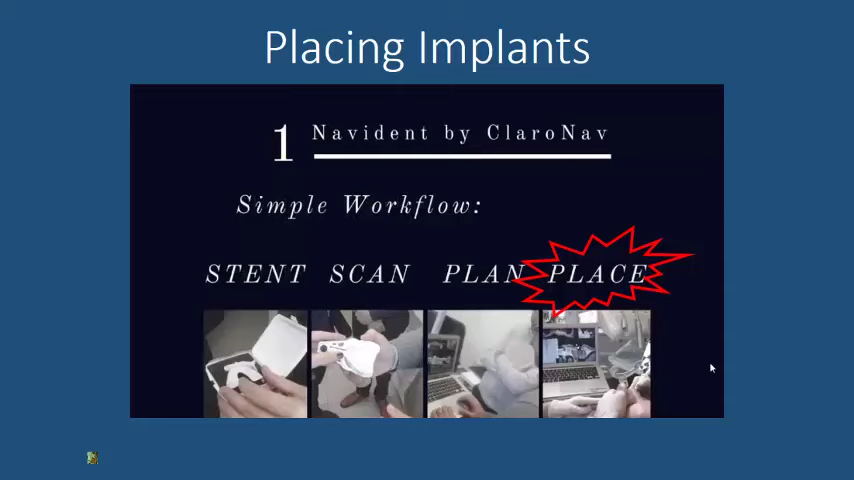 Placing Implants
1 Navident by ClaroNav
Simple Workflow:
STENT SCAN PLAN PLACE